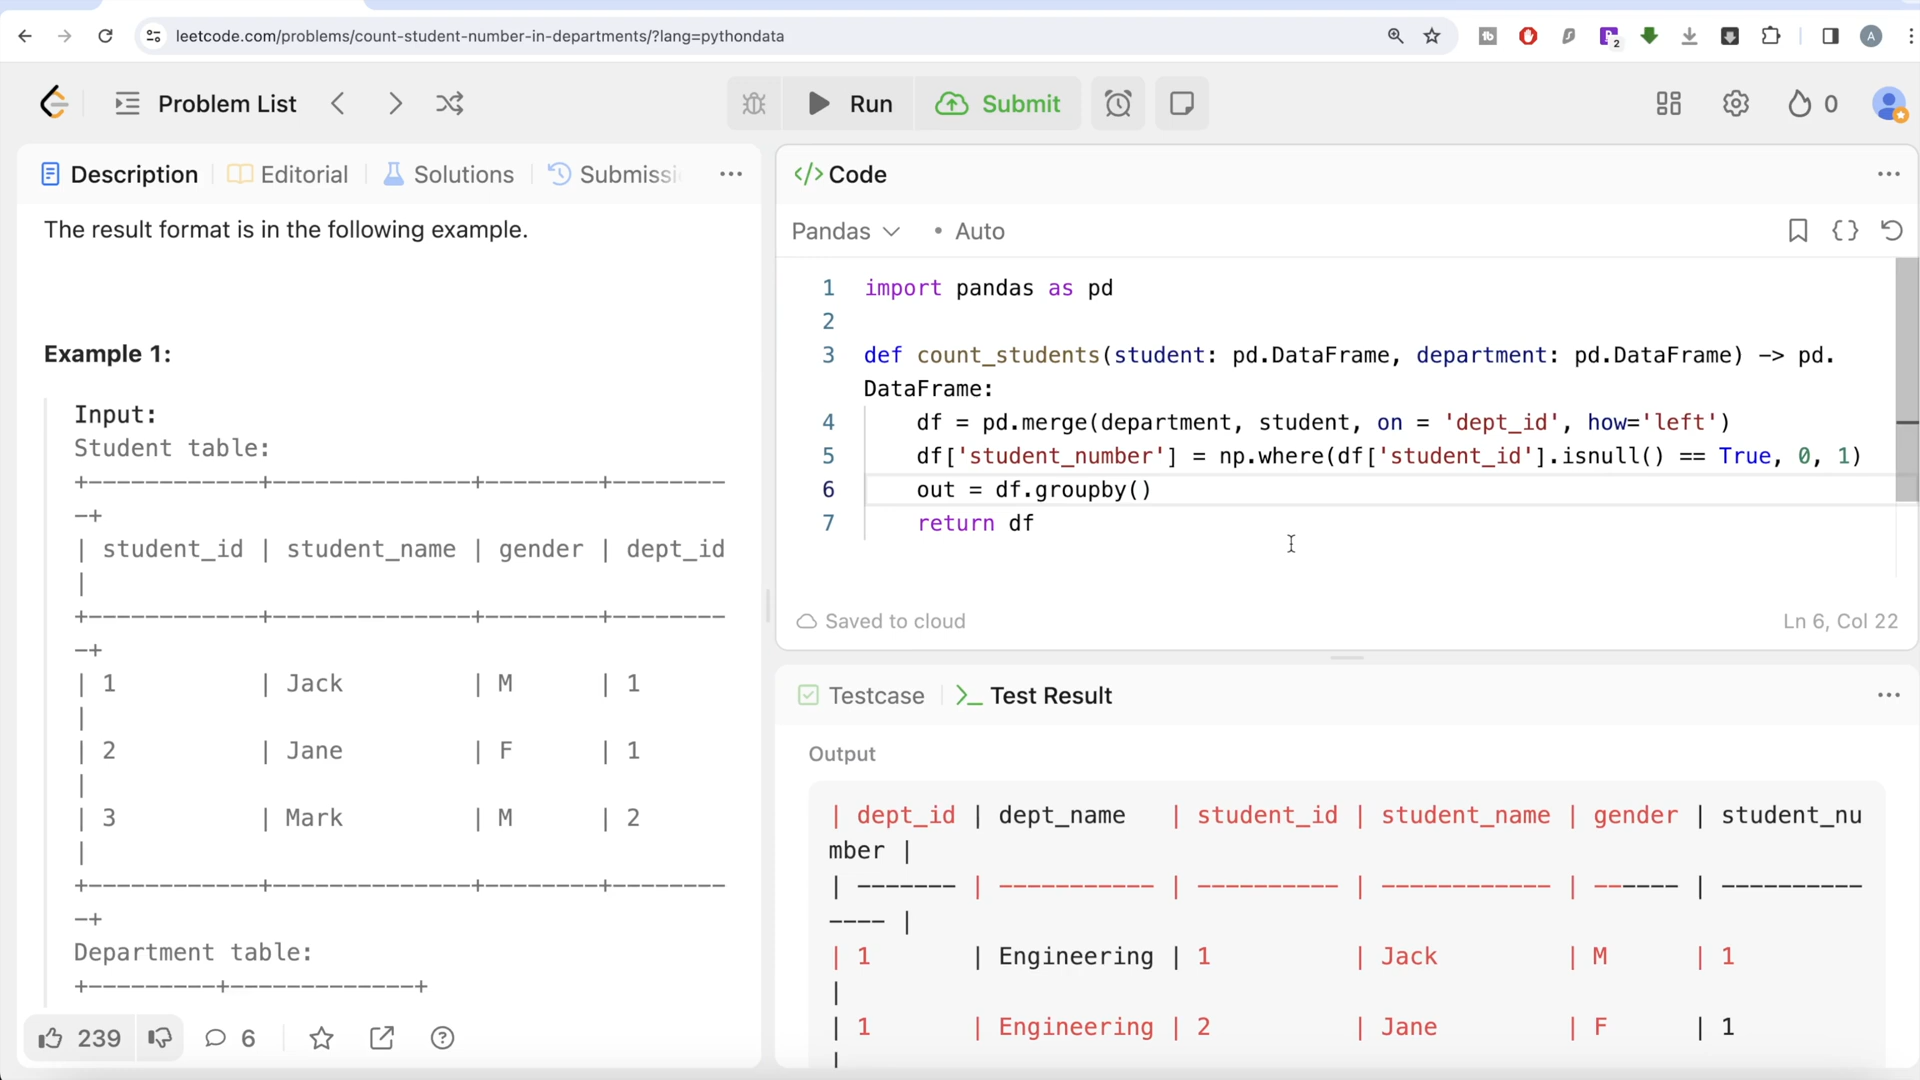 leetcode.com/problems/count-student-number-in-departments/?lang=pythondata
2
A
Problem List
Run
Submit
0
Description
Editorial
Solutions
Submissi
The result format is in the following example.
Example 1:
Input:
Student table:
+------------+---------------+--------+--------
-+
| student_id | student_name | gender | dept_id
|
+------------+---------------+--------+--------
-+
| 1 | Jack | M | 1
|
| 2 | Jane | F | 1
|
| 3 | Mark | M | 2
|
+------------+---------------+--------+--------
-+
Department table:
+---------+-------------+
239
6
</> Code
Pandas • Auto
1 import pandas as pd
2
3 def count_students(student: pd.DataFrame, department: pd.DataFrame) -> pd.
DataFrame:
4 df = pd.merge(department, student, on = 'dept_id', how='left')
5 df['student_number'] = np.where(df['student_id'].isnull() == True, 0, 1)
6 out = df.groupby()
7 return df
Saved to cloud
Ln 6, Col 22
Testcase
>_ Test Result
Output
| dept_id | dept_name | student_id | student_name | gender | student_nu
mber |
| ------- | ----------- | ---------- | ------------ | ------ | ----------
---- |
| 1 | Engineering | 1 | Jack | M | 1
|
| 1 | Engineering | 2 | Jane | F | 1
|